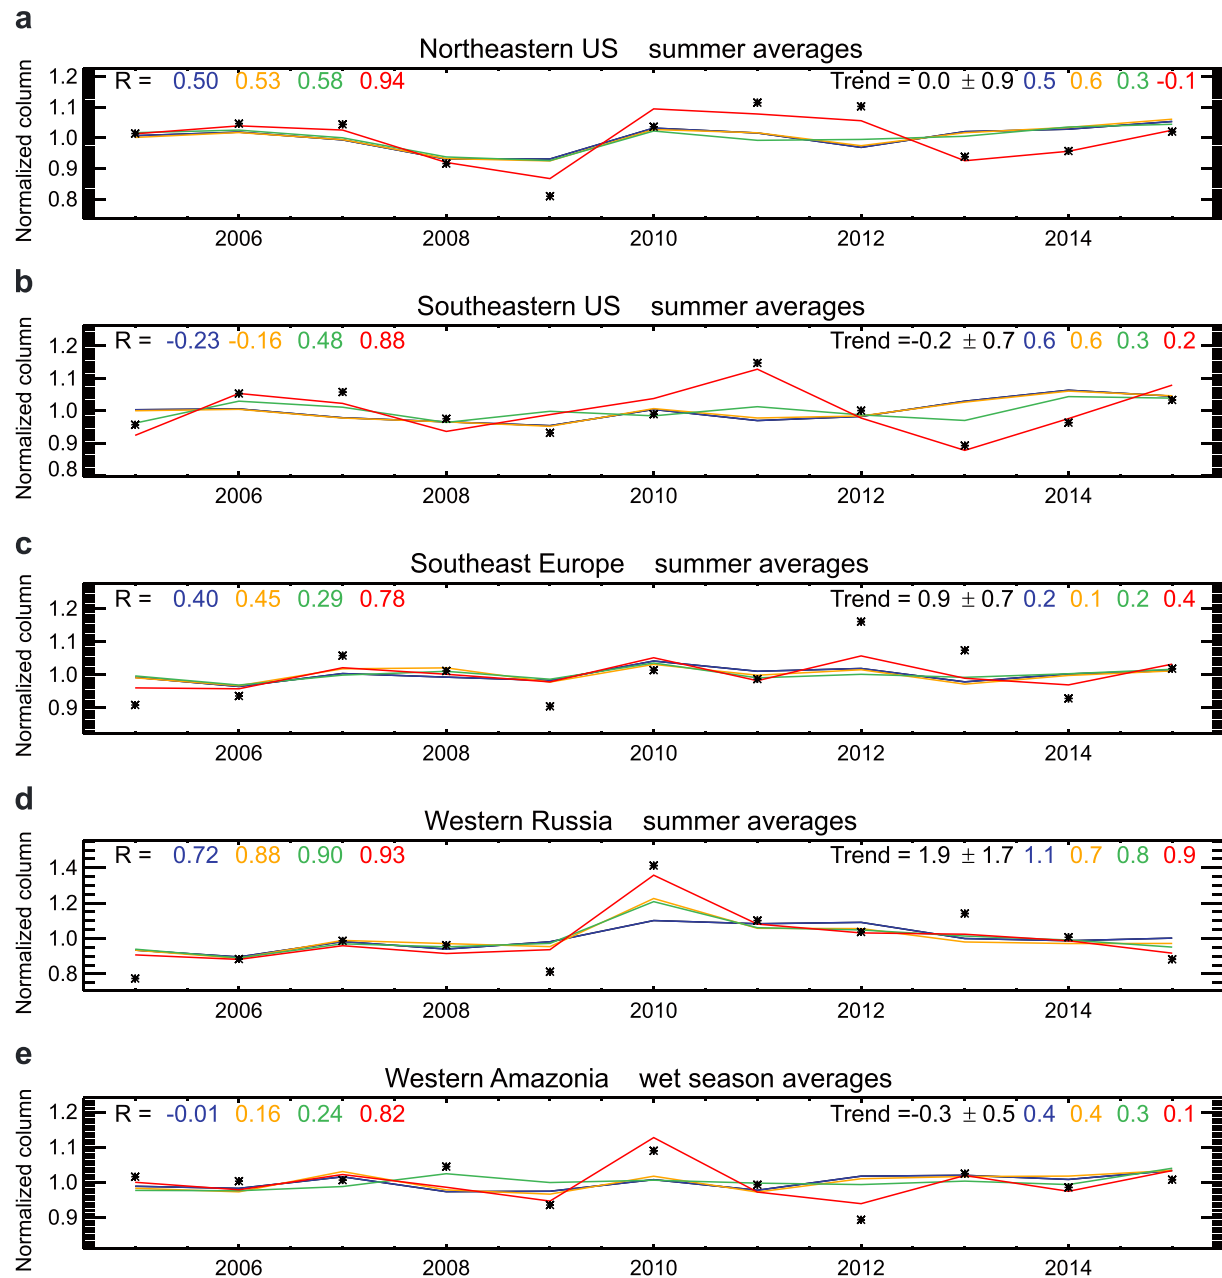 a
Northeastern US summer averages
R = 0.50 0.53 0.58 0.94 Trend = 0.0 ± 0.9 0.5 0.6 0.3 -0.1
Normalized column
1.2
1.1
1.0
0.9
0.8
2006 2008 2010 2012 2014
b
Southeastern US summer averages
R = -0.23 -0.16 0.48 0.88 Trend =-0.2 ± 0.7 0.6 0.6 0.3 0.2
Normalized column
1.2
1.1
1.0
0.9
0.8
2006 2008 2010 2012 2014
c
Southeast Europe summer averages
R = 0.40 0.45 0.29 0.78 Trend = 0.9 ± 0.7 0.2 0.1 0.2 0.4
Normalized column
1.2
1.1
1.0
0.9
2006 2008 2010 2012 2014
d
Western Russia summer averages
R = 0.72 0.88 0.90 0.93 Trend = 1.9 ± 1.7 1.1 0.7 0.8 0.9
Normalized column
1.4
1.2
1.0
0.8
2006 2008 2010 2012 2014
e
Western Amazonia wet season averages
R = -0.01 0.16 0.24 0.82 Trend =-0.3 ± 0.5 0.4 0.4 0.3 0.1
Normalized column
1.2
1.1
1.0
0.9
2006 2008 2010 2012 2014